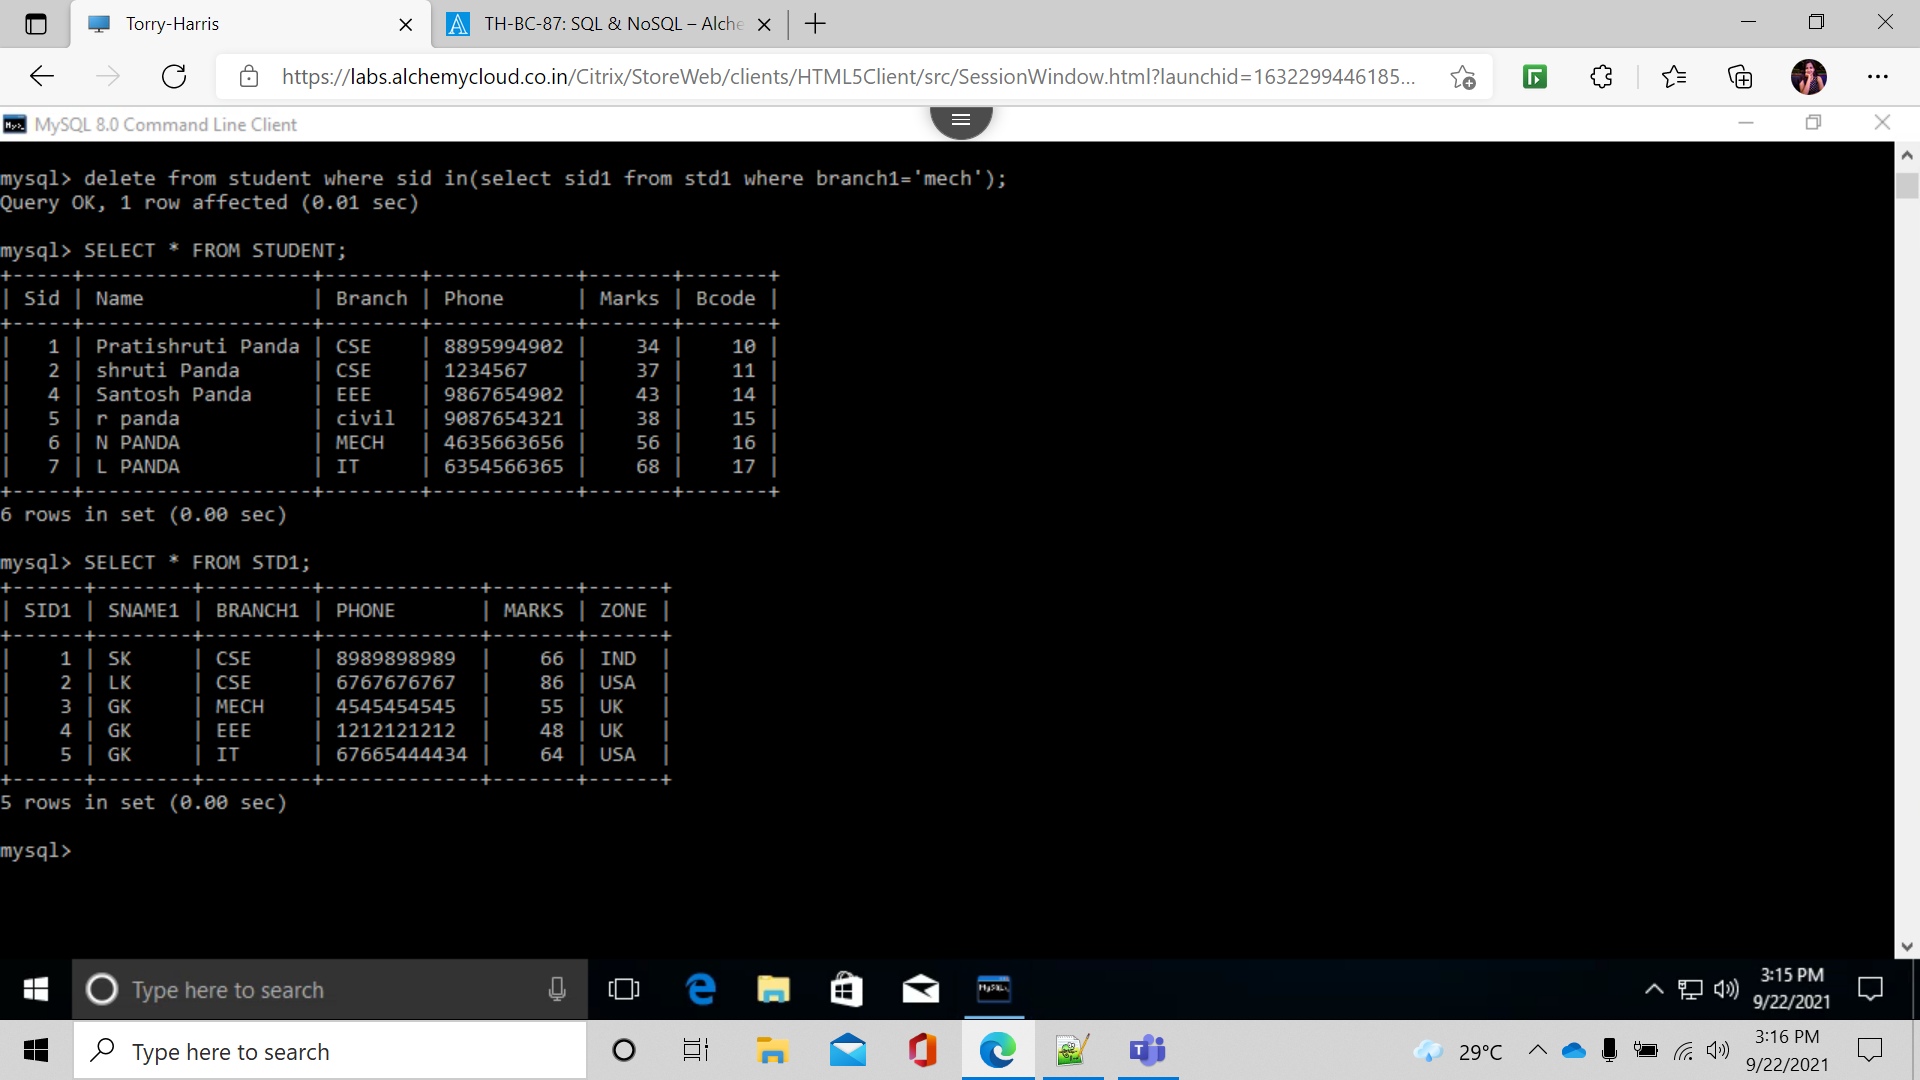 Torry-Harris
TH-BC-87: SQL & NoSQL – Alche
https://labs.alchemycloud.co.in/Citrix/StoreWeb/clients/HTML5Client/src/SessionWindow.html?launchid=1632299446185...
MySQL 8.0 Command Line Client
mysql> delete from student where sid in(select sid1 from std1 where branch1='mech');
Query OK, 1 row affected (0.01 sec)
mysql> SELECT * FROM STUDENT;
+-----+-------------------+--------+------------+-------+-------+
| Sid | Name | Branch | Phone | Marks | Bcode |
+-----+-------------------+--------+------------+-------+-------+
| 1 | Pratishruti Panda | CSE | 8895994902 | 34 | 10 |
| 2 | shruti Panda | CSE | 1234567 | 37 | 11 |
| 4 | Santosh Panda | EEE | 9867654902 | 43 | 14 |
| 5 | r panda | civil | 9087654321 | 38 | 15 |
| 6 | N PANDA | MECH | 4635663656 | 56 | 16 |
| 7 | L PANDA | IT | 6354566365 | 68 | 17 |
+-----+-------------------+--------+------------+-------+-------+
6 rows in set (0.00 sec)
mysql> SELECT * FROM STD1;
+------+--------+---------+-------------+-------+------+
| SID1 | SNAME1 | BRANCH1 | PHONE | MARKS | ZONE |
+------+--------+---------+-------------+-------+------+
| 1 | SK | CSE | 8989898989 | 66 | IND |
| 2 | LK | CSE | 6767676767 | 86 | USA |
| 3 | GK | MECH | 4545454545 | 55 | UK |
| 4 | GK | EEE | 1212121212 | 48 | UK |
| 5 | GK | IT | 67665444434 | 64 | USA |
+------+--------+---------+-------------+-------+------+
5 rows in set (0.00 sec)
mysql>
Type here to search
3:15 PM
9/22/2021
Type here to search
29°C
3:16 PM
9/22/2021